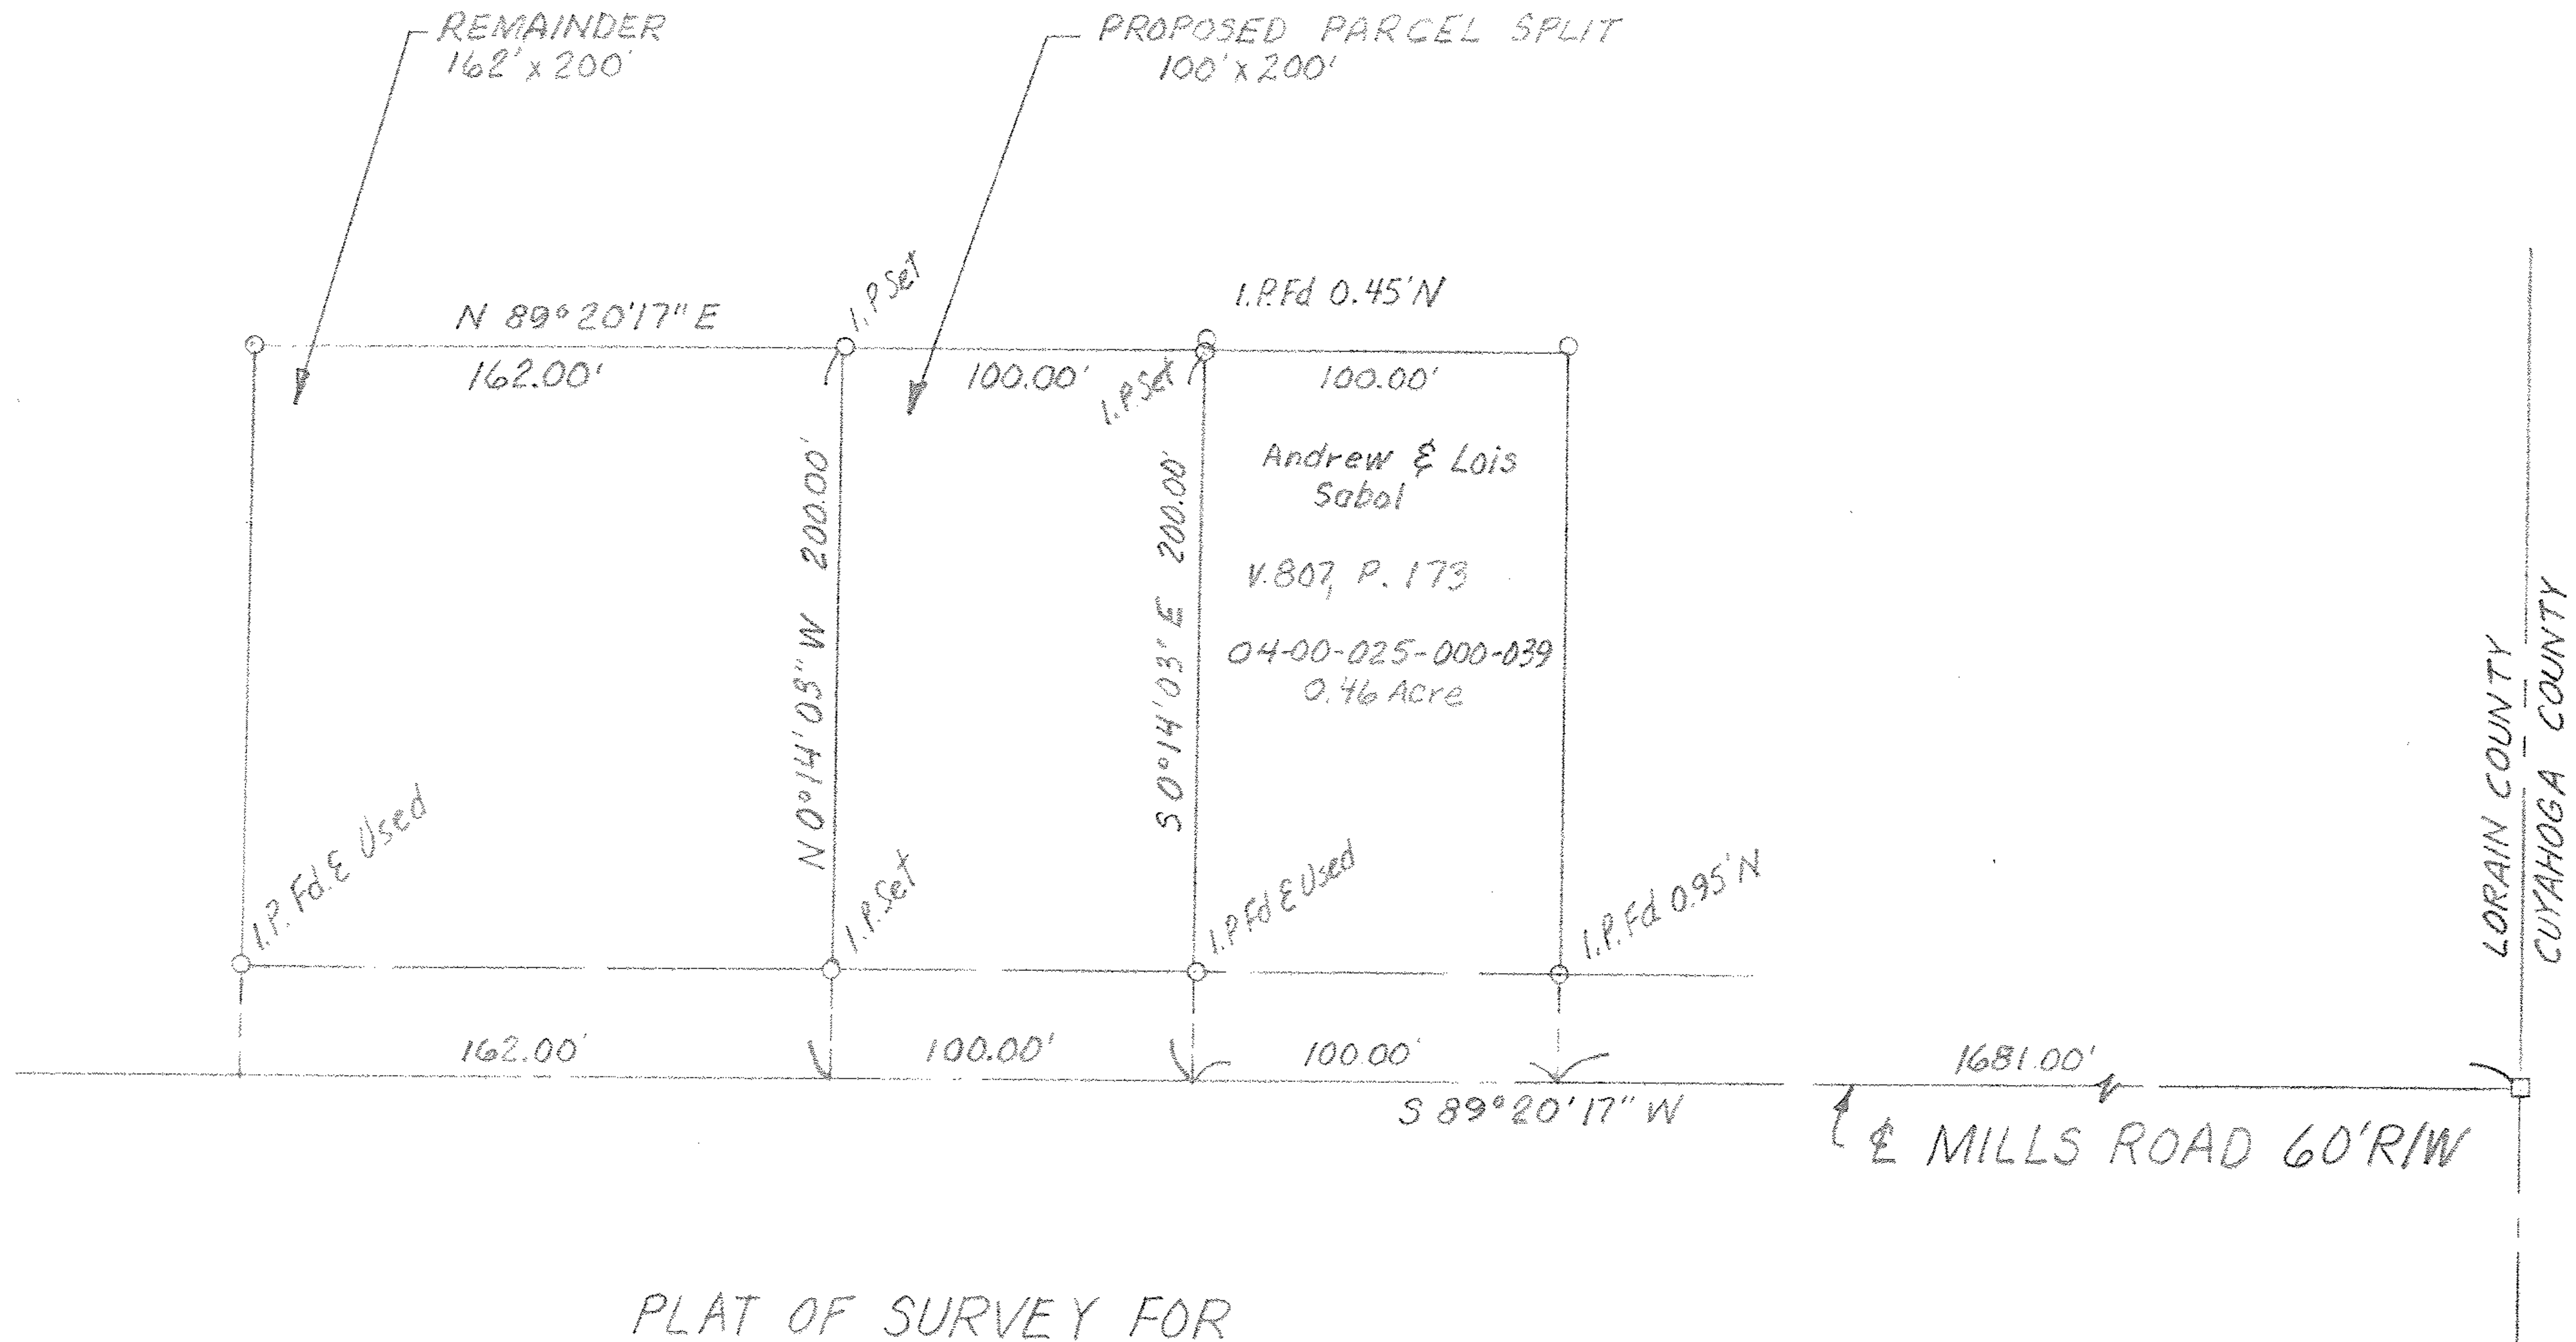 REMAINDER
162' x 200'
PROPOSED PARCEL SPLIT
100' x 200'
N 89° 20' 17" E
162.00'
I.P. Set
100.00'
I.P. Set
I.P. Fd 0.45' N
100.00'
N 0° 14' 03" W 200.00'
S 0° 14' 03" E 200.00'
Andrew & Lois
Sabol
V. 807, P. 173
04-00-025-000-039
0.46 Acre
I.P. Fd. & Used
I.P. Set
I.P. Fd & Used
I.P. Fd 0.95' N
LORAIN COUNTY
CUYAHOGA COUNTY
162.00'
100.00'
100.00'
1681.00'
S 89° 20' 17" W
℄ MILLS ROAD 60' R/W
PLAT OF SURVEY FOR